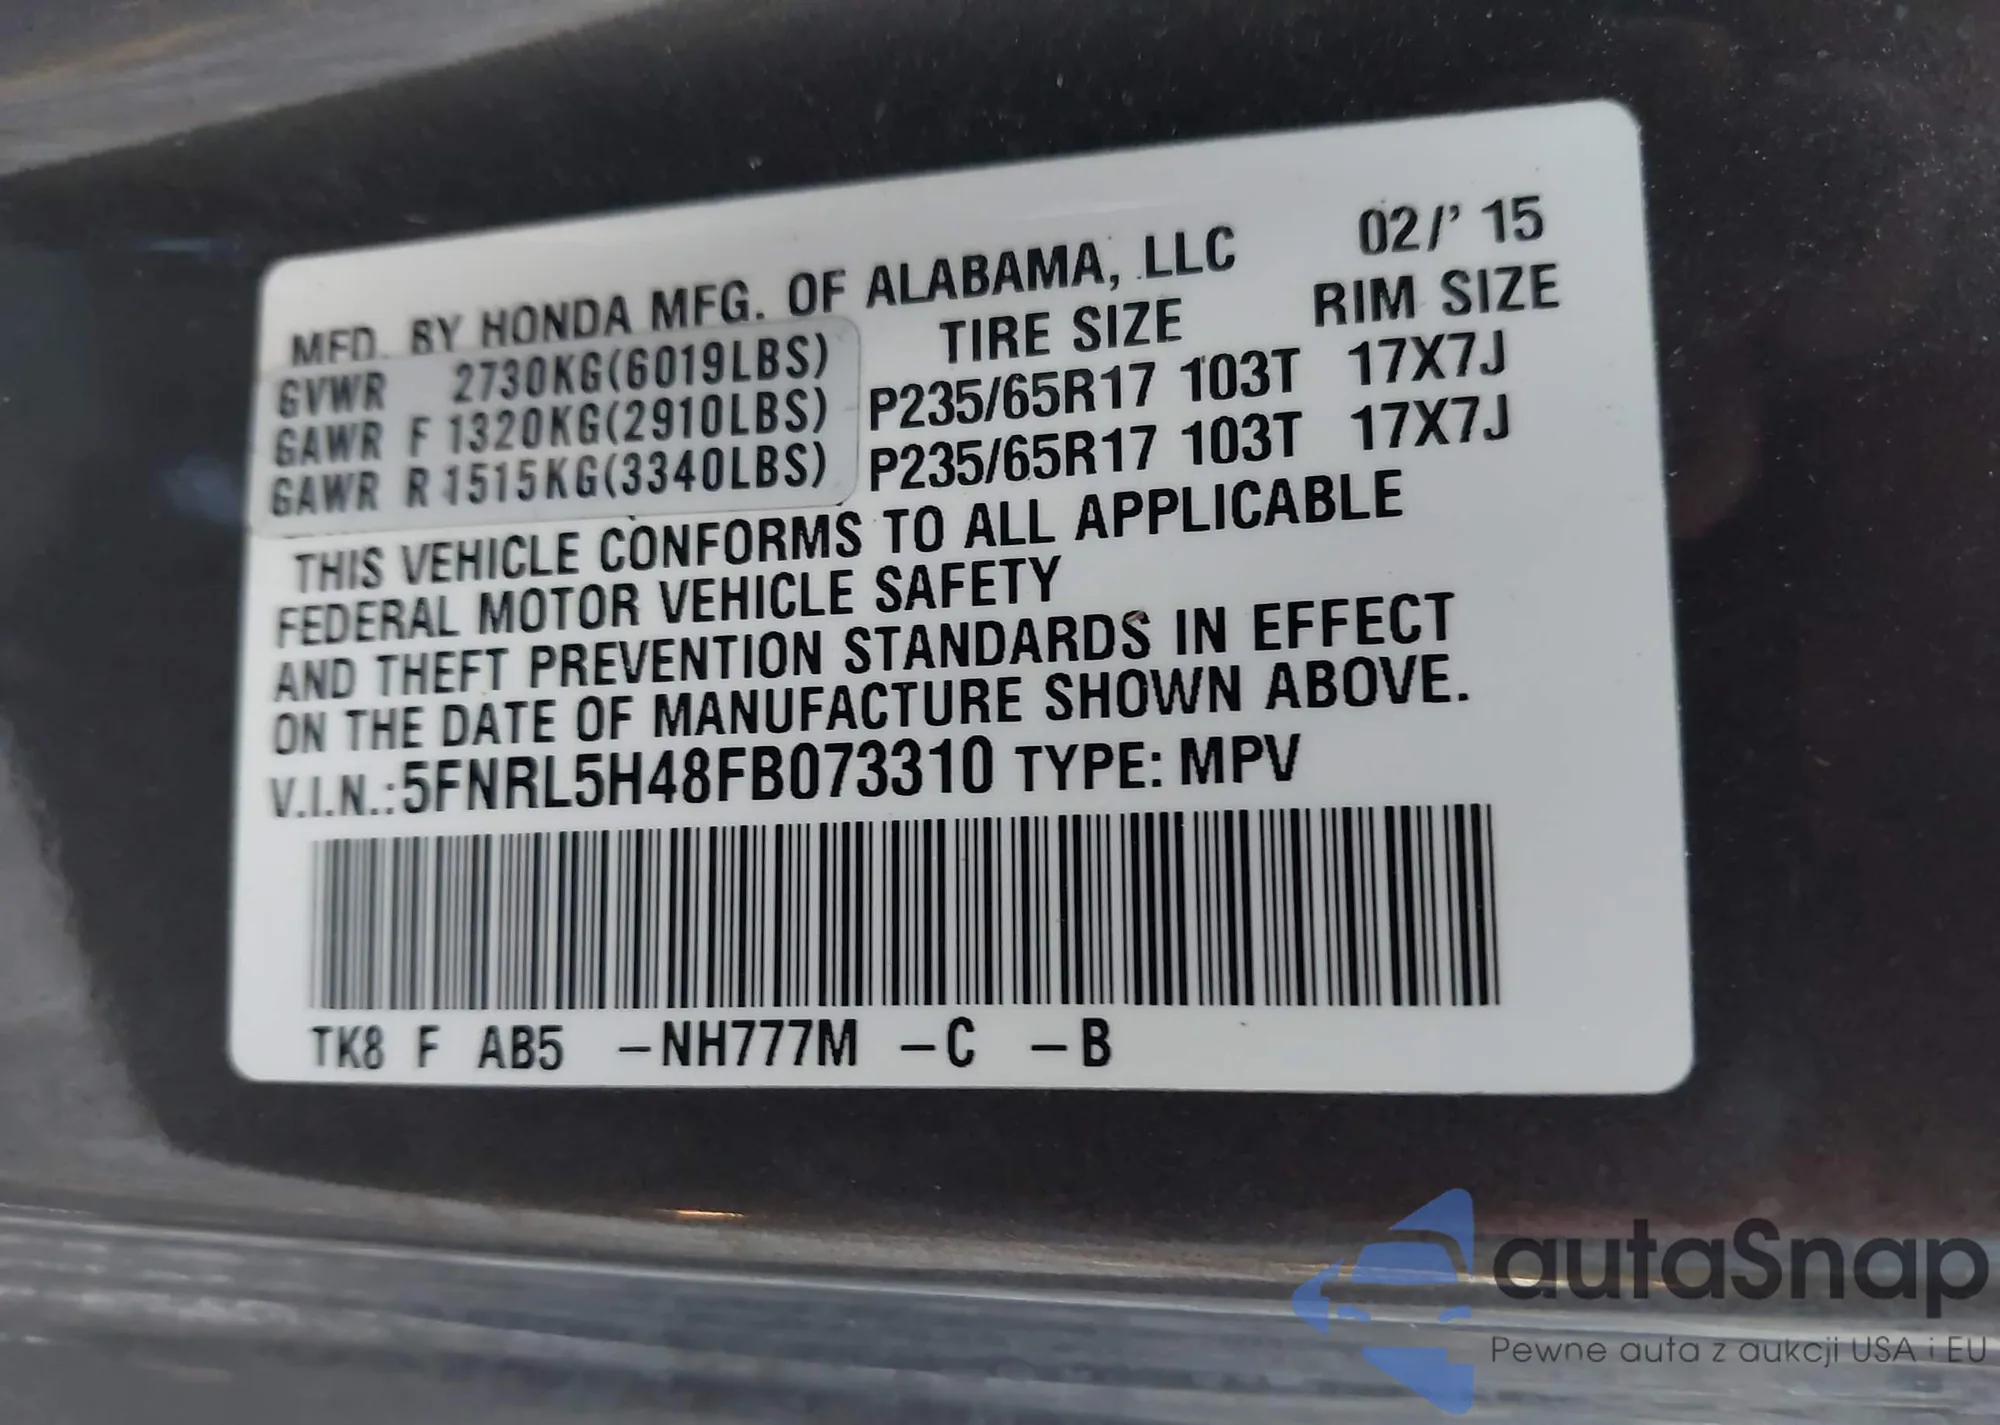 MFD. BY HONDA MFG. OF ALABAMA, LLC 02/' 15
TIRE SIZE RIM SIZE
GVWR 2730KG(6019LBS)
GAWR F 1320KG(2910LBS) P235/65R17 103T 17X7J
GAWR R 1515KG(3340LBS) P235/65R17 103T 17X7J
THIS VEHICLE CONFORMS TO ALL APPLICABLE
FEDERAL MOTOR VEHICLE SAFETY
AND THEFT PREVENTION STANDARDS IN EFFECT
ON THE DATE OF MANUFACTURE SHOWN ABOVE.
V.I.N.:5FNRL5H48FB073310 TYPE: MPV
TK8 F AB5 –NH777M –C –B
autaSnap
Pewne auta z aukcji USA i EU